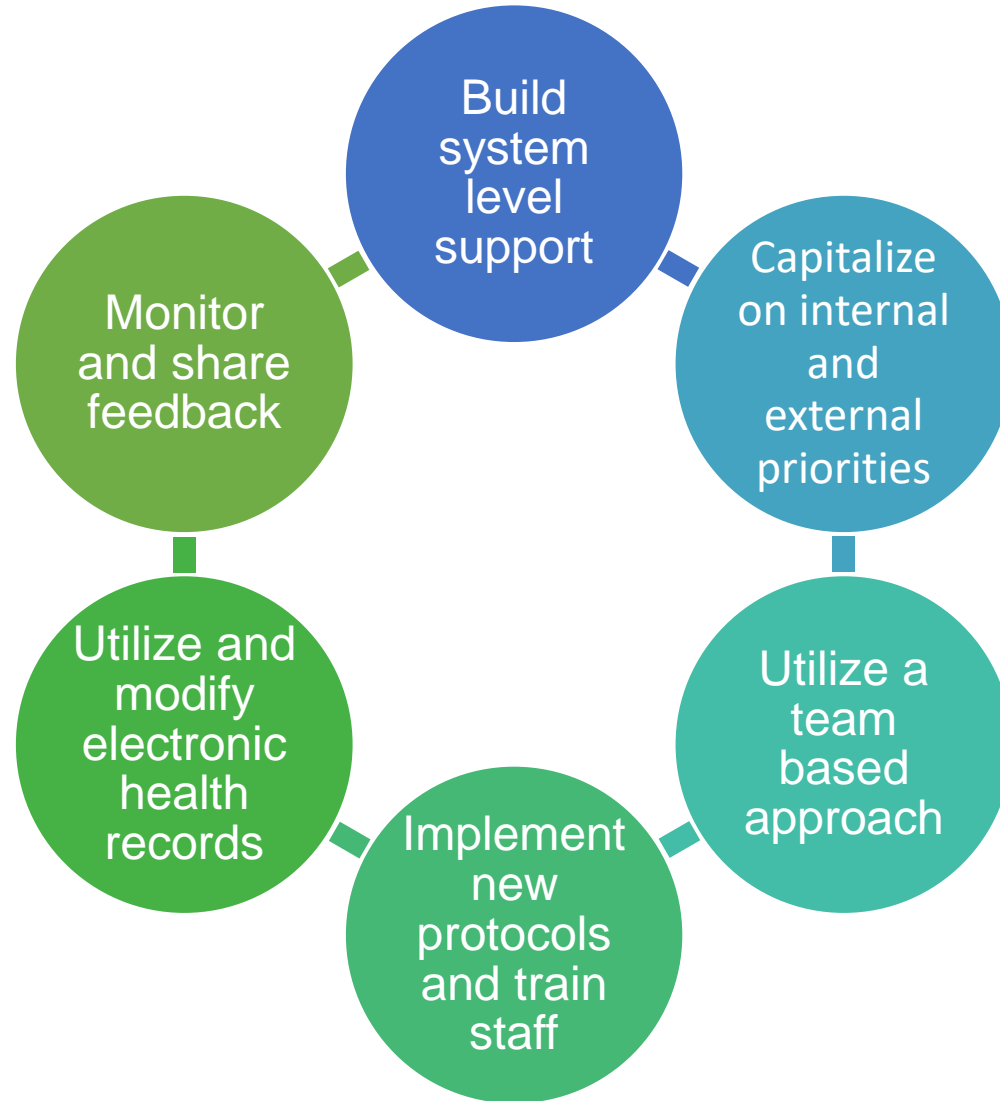 Build
system
level
support
Capitalize
on internal
and
external
priorities
Utilize a
team
based
approach
Implement
new
protocols
and train
staff
Utilize and
modify
electronic
health
records
Monitor
and share
feedback